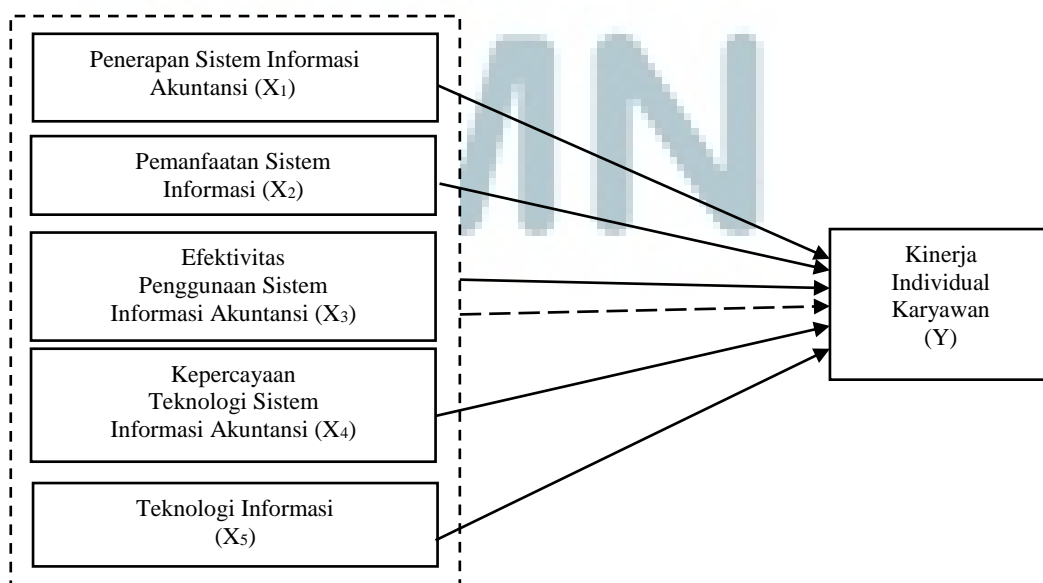 Penerapan Sistem Informasi
Akuntansi (X₁)
Pemanfaatan Sistem
Informasi (X₂)
Efektivitas
Penggunaan Sistem
Informasi Akuntansi (X₃)
Kepercayaan
Teknologi Sistem
Informasi Akuntansi (X₄)
Teknologi Informasi
(X₅)
Kinerja
Individual
Karyawan
(Y)